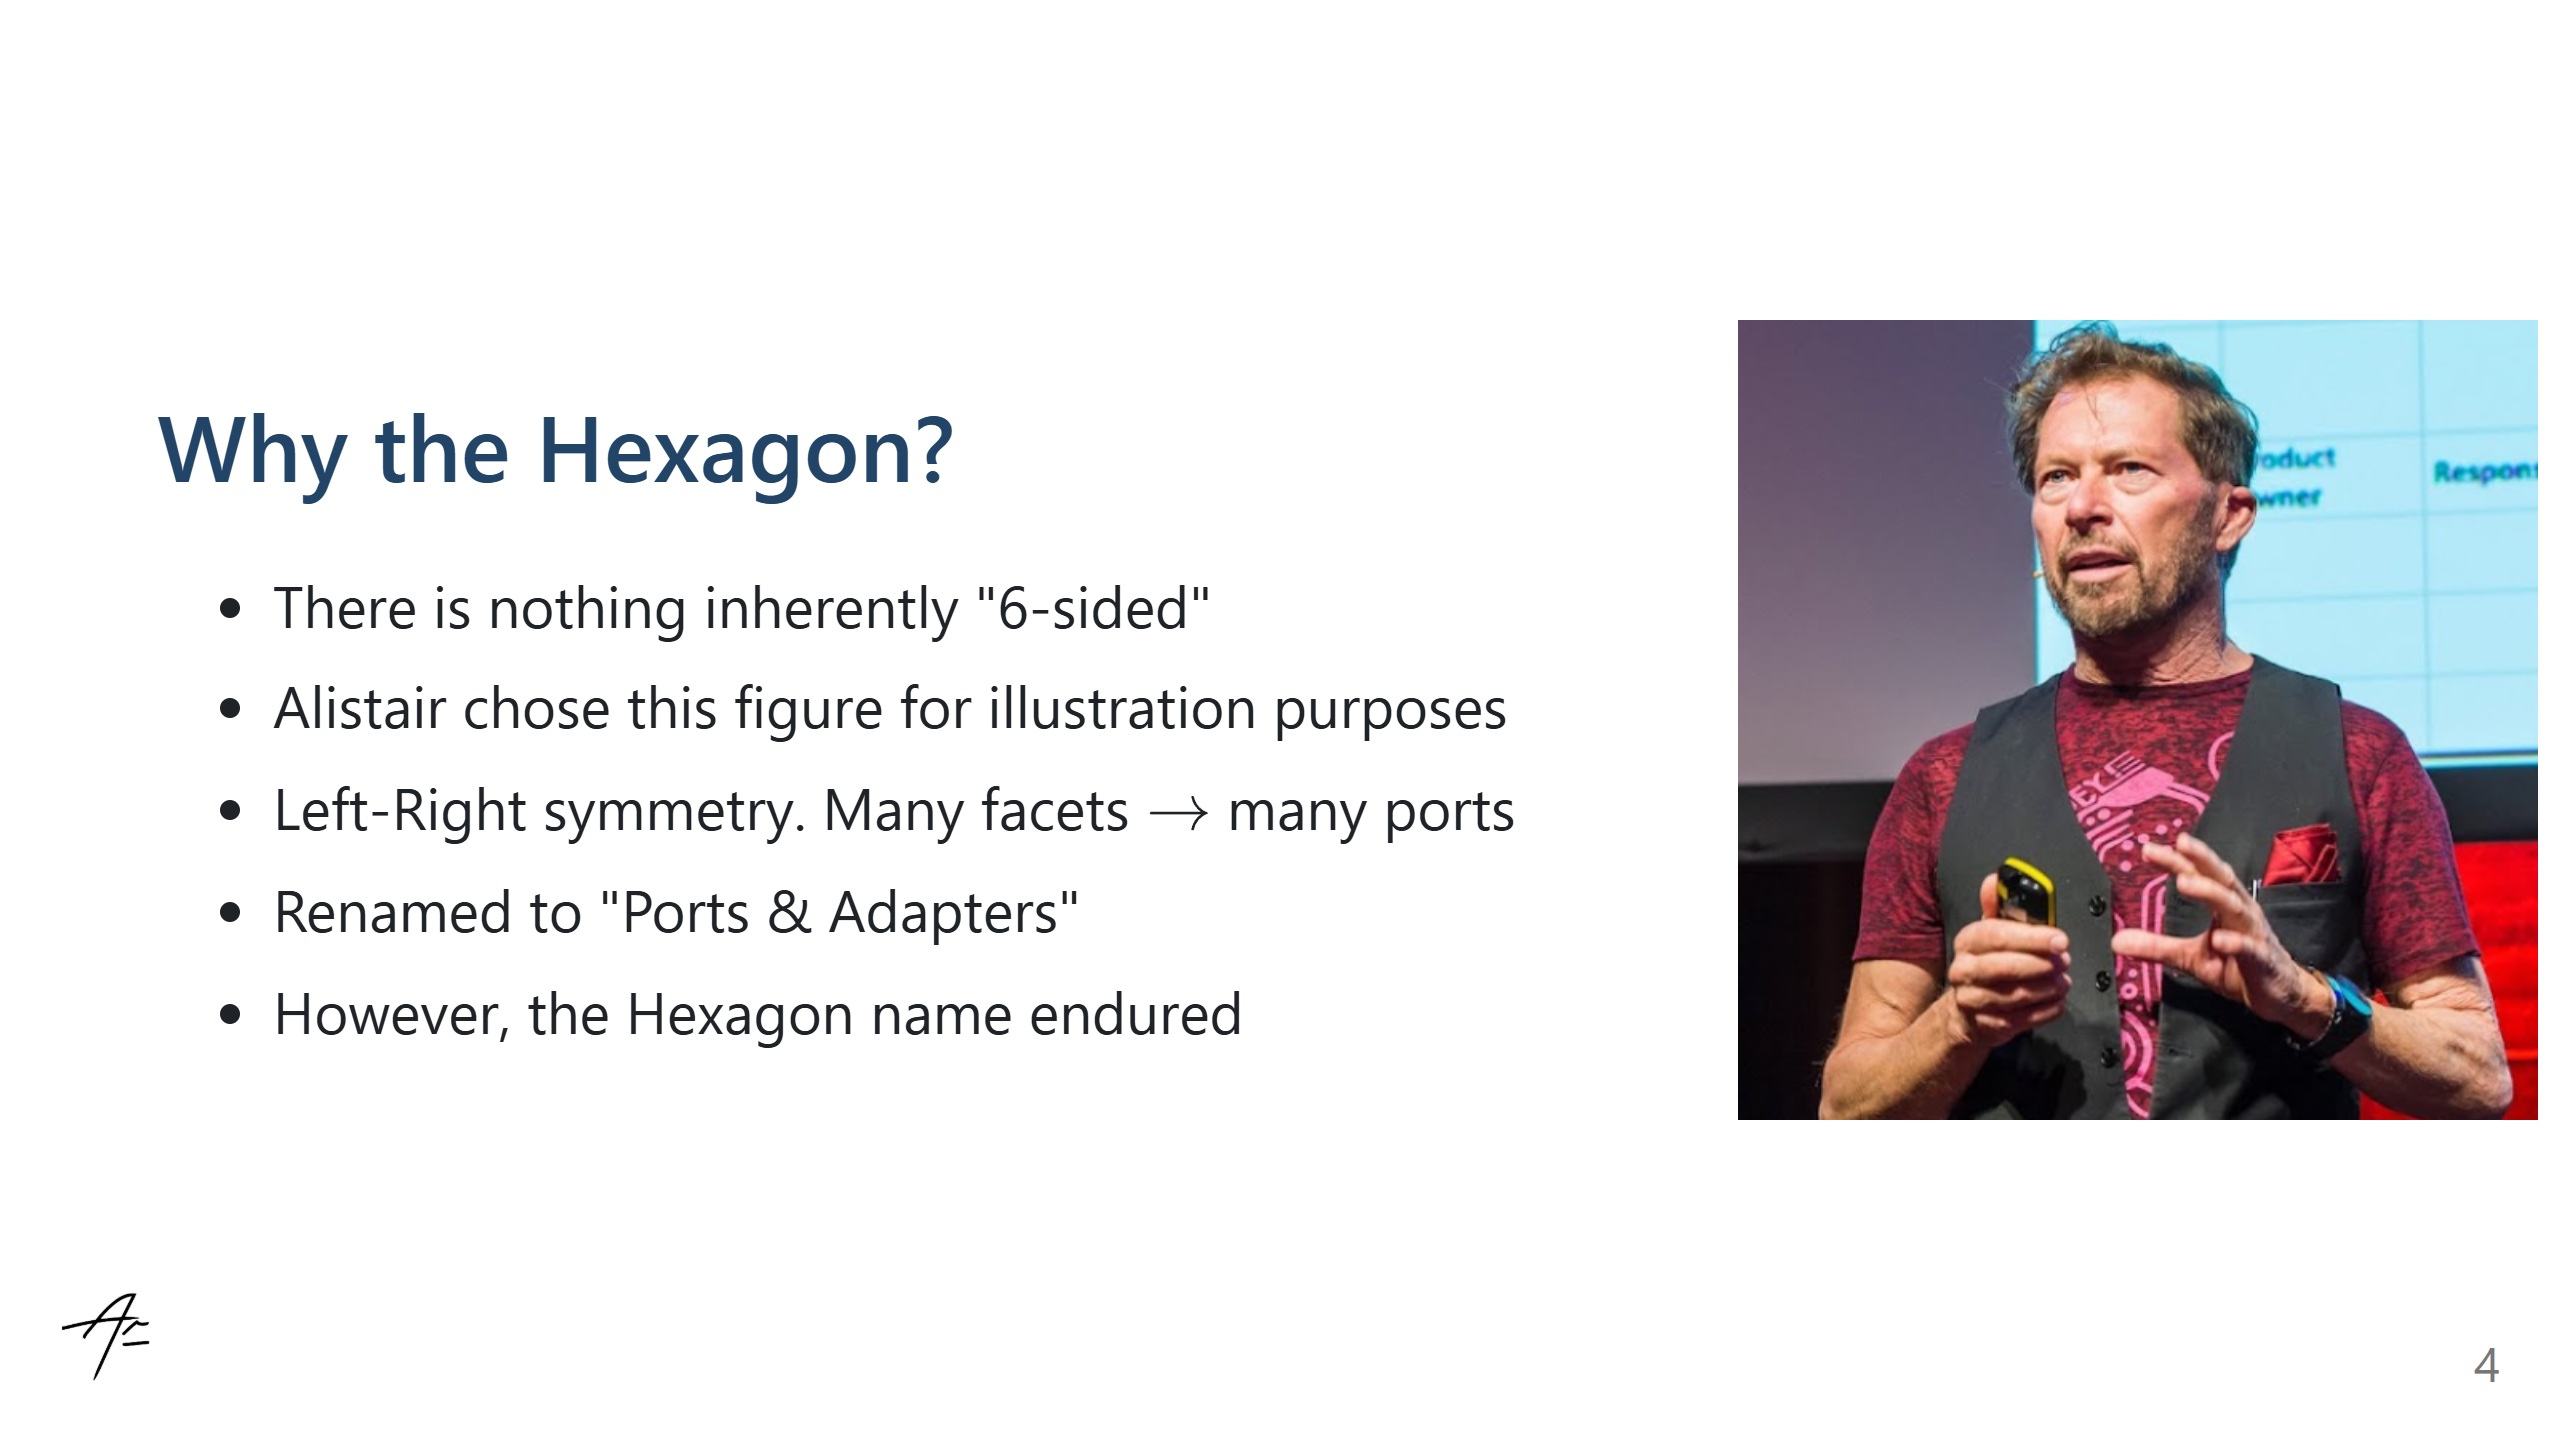 Why the Hexagon?
• There is nothing inherently "6-sided"
• Alistair chose this figure for illustration purposes
• Left-Right symmetry. Many facets → many ports
• Renamed to "Ports & Adapters"
• However, the Hexagon name endured
4